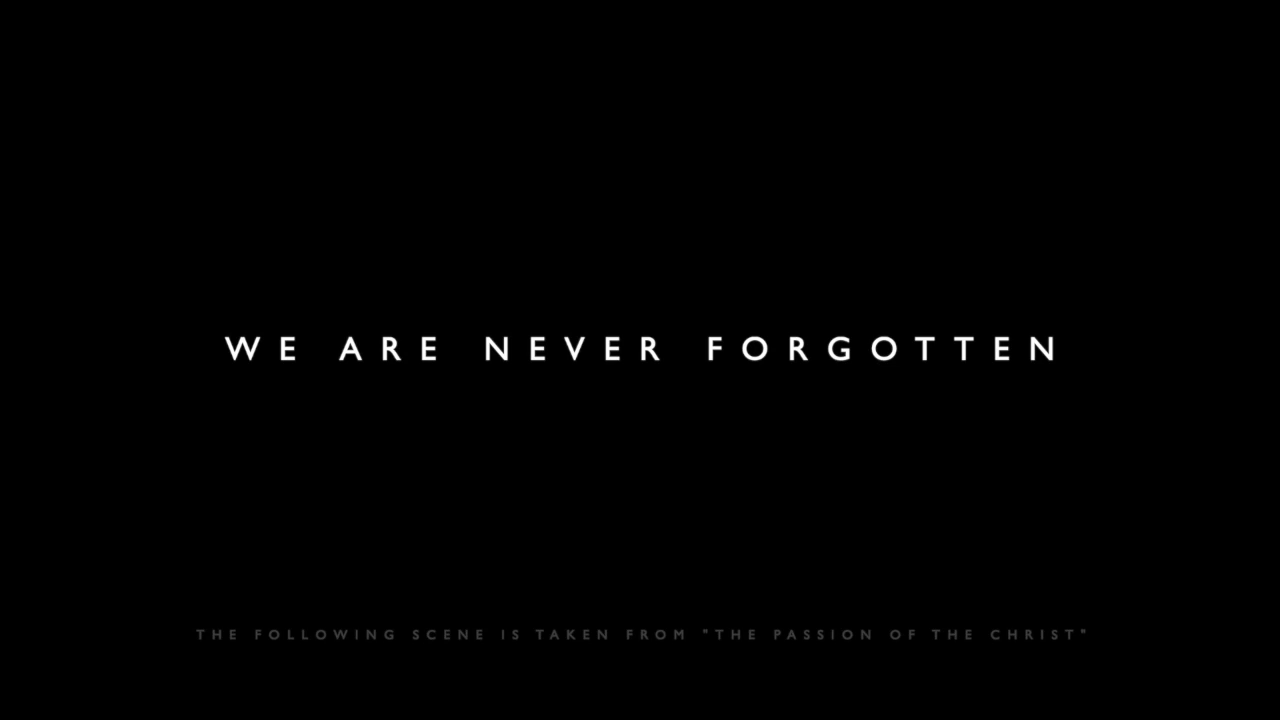 WE ARE NEVER FORGOTTEN
THE FOLLOWING SCENE IS TAKEN FROM "THE PASSION OF THE CHRIST"